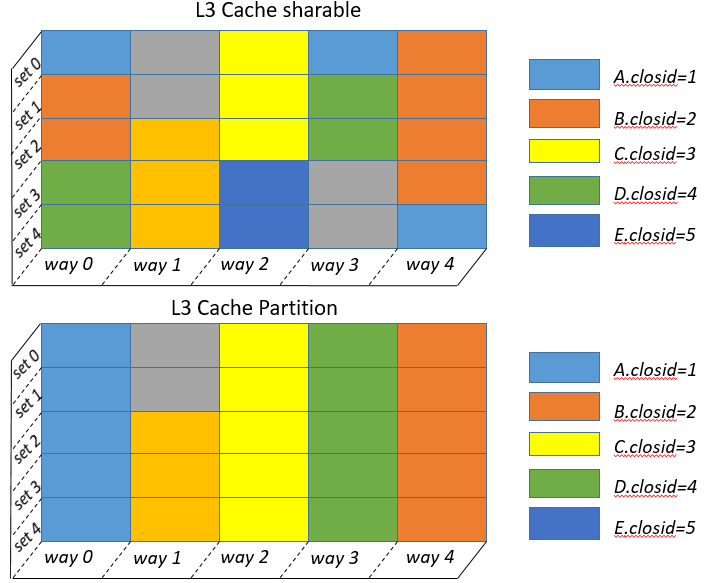 L3 Cache sharable
set 0
set 1
set 2
set 3
set 4
way 0
way 1
way 2
way 3
way 4
A.closid=1
B.closid=2
C.closid=3
D.closid=4
E.closid=5
L3 Cache Partition
set 0
set 1
set 2
set 3
set 4
way 0
way 1
way 2
way 3
way 4
A.closid=1
B.closid=2
C.closid=3
D.closid=4
E.closid=5